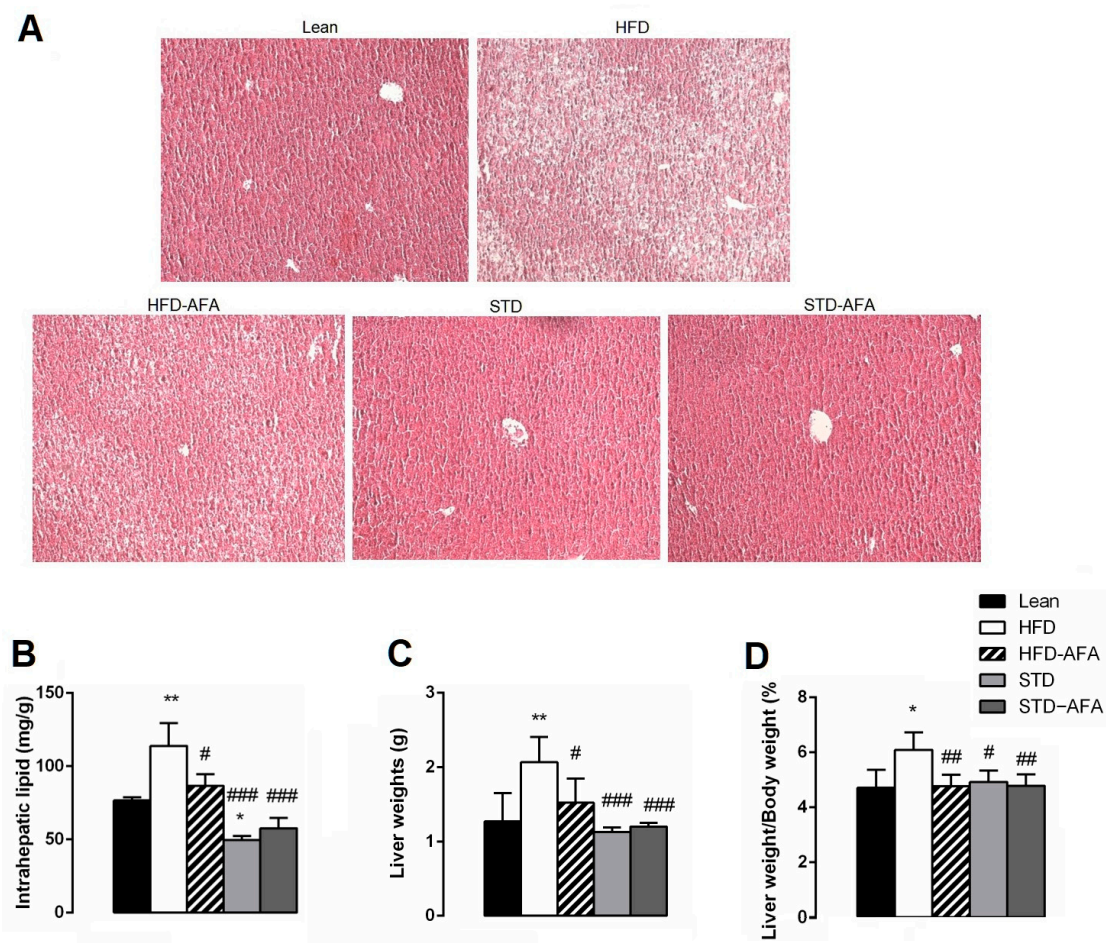 A
Lean
HFD
HFD-AFA
STD
STD-AFA
Lean
HFD
HFD-AFA
STD
STD-AFA
B
Intrahepatic lipid (mg/g)
150
100
50
0
**
#
###
*
###
C
Liver weights (g)
3
2
1
0
**
#
###
###
D
Liver weight/Body weight (%
8
6
4
2
0
*
##
#
##